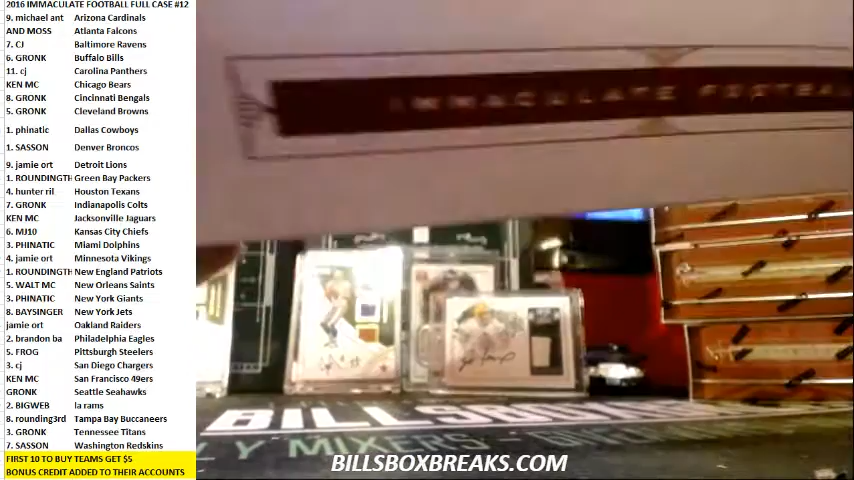 2016 IMMACULATE FOOTBALL FULL CASE #12
9. michael ant Arizona Cardinals
AND MOSS Atlanta Falcons
7. CJ Baltimore Ravens
6. GRONK Buffalo Bills
11. cj Carolina Panthers
KEN MC Chicago Bears
8. GRONK Cincinnati Bengals
5. GRONK Cleveland Browns
1. phinatic Dallas Cowboys
1. SASSON Denver Broncos
9. jamie ort Detroit Lions
1. ROUNDINGTH Green Bay Packers
4. hunter ril Houston Texans
7. GRONK Indianapolis Colts
KEN MC Jacksonville Jaguars
6. MJ10 Kansas City Chiefs
3. PHINATIC Miami Dolphins
4. jamie ort Minnesota Vikings
1. ROUNDINGTH New England Patriots
5. WALT MC New Orleans Saints
3. PHINATIC New York Giants
8. BAYSINGER New York Jets
jamie ort Oakland Raiders
2. brandon ba Philadelphia Eagles
5. FROG Pittsburgh Steelers
3. cj San Diego Chargers
KEN MC San Francisco 49ers
GRONK Seattle Seahawks
2. BIGWEB la rams
8. rounding3rd Tampa Bay Buccaneers
3. GRONK Tennessee Titans
7. SASSON Washington Redskins
FIRST 10 TO BUY TEAMS GET $5
BONUS CREDIT ADDED TO THEIR ACCOUNTS
IMMACULATE FOOTBAL
BILLSBOX
LY MIXERS
BILLSBOXBREAKS.COM